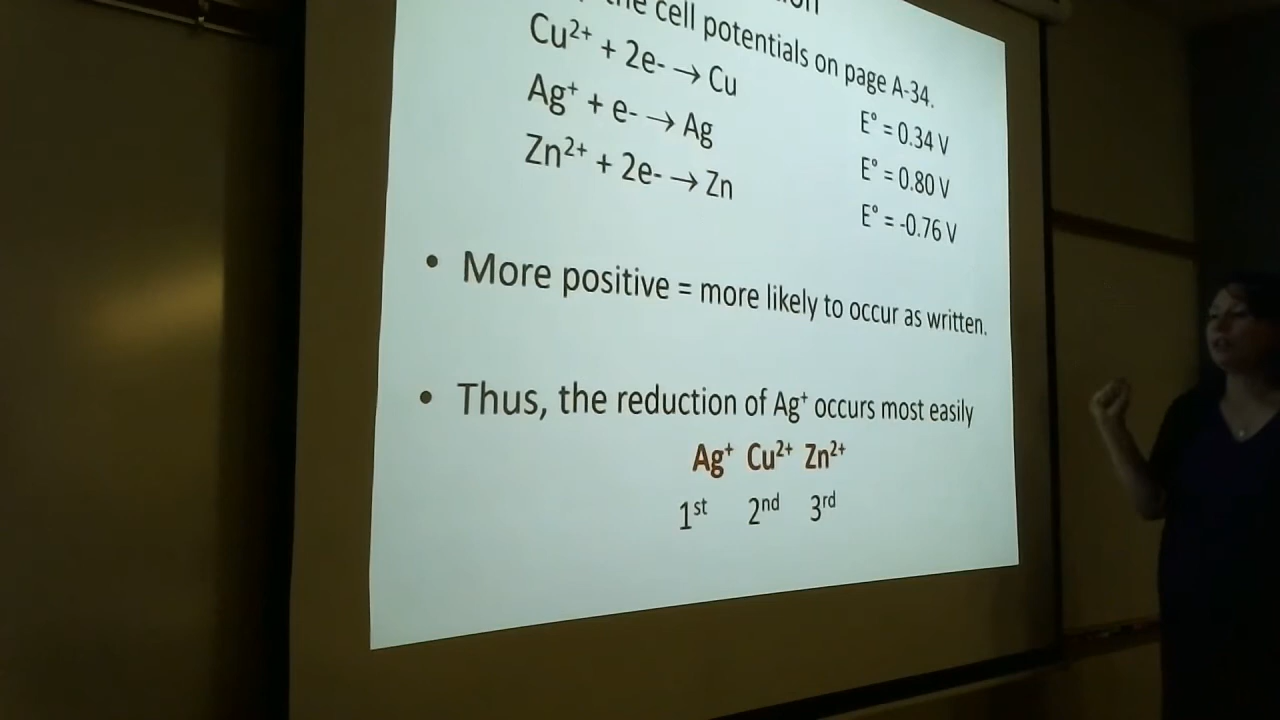 the cell potentials on page A-34.
Cu²⁺ + 2e- → Cu E° = 0.34 V
Ag⁺ + e- → Ag E° = 0.80 V
Zn²⁺ + 2e- → Zn E° = -0.76 V
• More positive = more likely to occur as written.
• Thus, the reduction of Ag⁺ occurs most easily
Ag⁺ Cu²⁺ Zn²⁺
1st 2nd 3rd